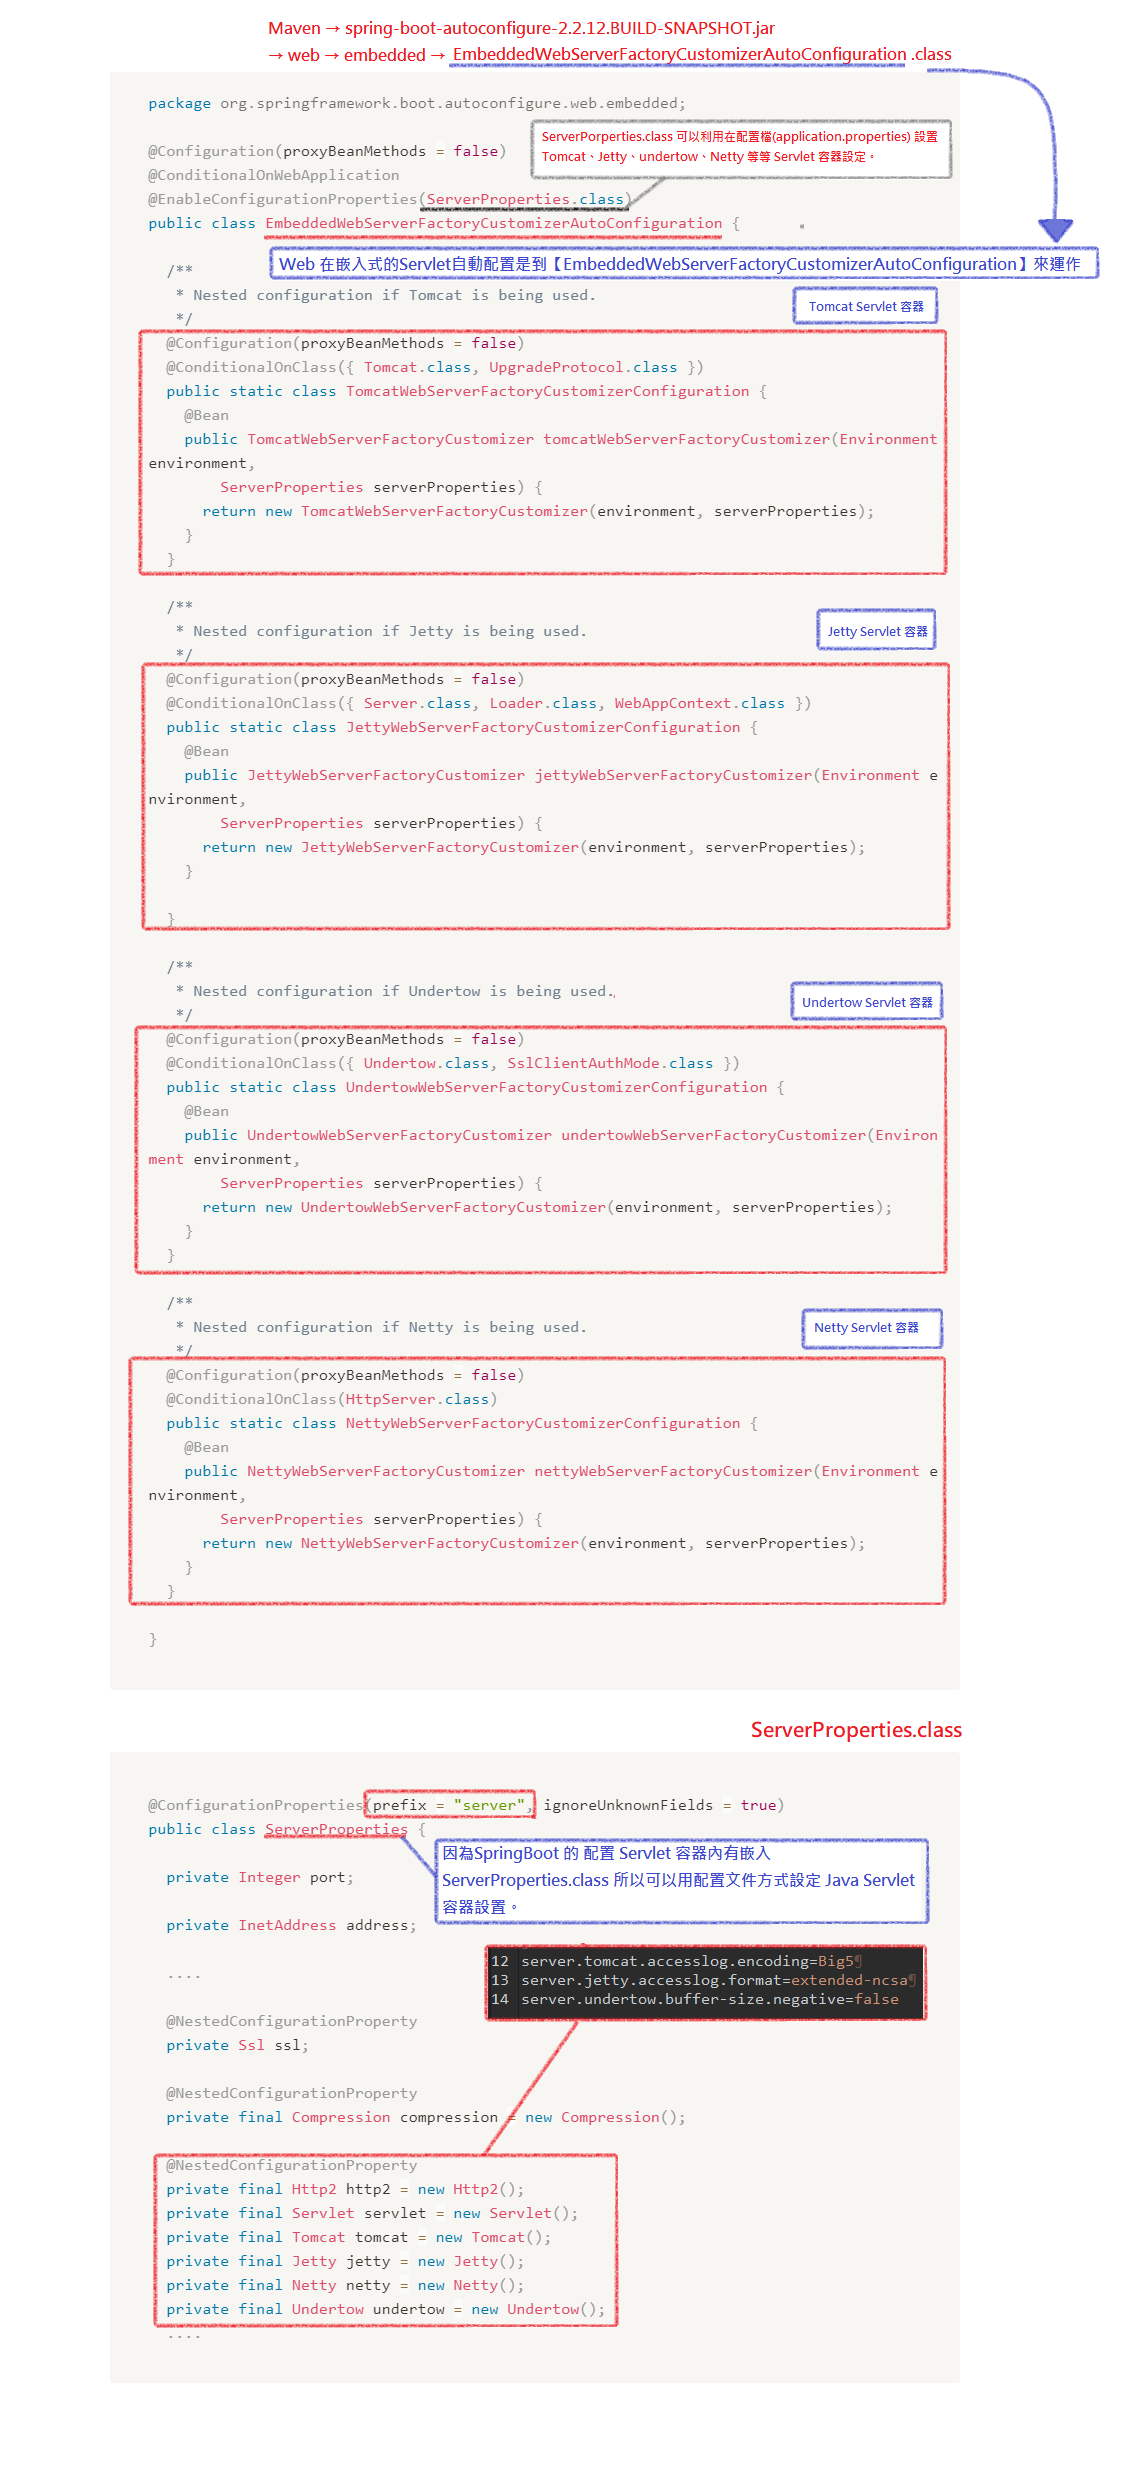 Maven → spring-boot-autoconfigure-2.2.12.BUILD-SNAPSHOT.jar
→ web → embedded → EmbeddedWebServerFactoryCustomizerAutoConfiguration .class
package org.springframework.boot.autoconfigure.web.embedded;
ServerPorperties.class 可以利用在配置檔(application.properties) 設置
Tomcat、Jetty、undertow、Netty 等等 Servlet 容器設定。
@Configuration(proxyBeanMethods = false)
@ConditionalOnWebApplication
@EnableConfigurationProperties(ServerProperties.class)
public class EmbeddedWebServerFactoryCustomizerAutoConfiguration {
Web 在嵌入式的Servlet自動配置是到【EmbeddedWebServerFactoryCustomizerAutoConfiguration】來運作
/**
* Nested configuration if Tomcat is being used.
Tomcat Servlet 容器
*/
@Configuration(proxyBeanMethods = false)
@ConditionalOnClass({ Tomcat.class, UpgradeProtocol.class })
public static class TomcatWebServerFactoryCustomizerConfiguration {
@Bean
public TomcatWebServerFactoryCustomizer tomcatWebServerFactoryCustomizer(Environment
environment,
ServerProperties serverProperties) {
return new TomcatWebServerFactoryCustomizer(environment, serverProperties);
}
}
/**
* Nested configuration if Jetty is being used.
Jetty Servlet 容器
*/
@Configuration(proxyBeanMethods = false)
@ConditionalOnClass({ Server.class, Loader.class, WebAppContext.class })
public static class JettyWebServerFactoryCustomizerConfiguration {
@Bean
public JettyWebServerFactoryCustomizer jettyWebServerFactoryCustomizer(Environment e
nvironment,
ServerProperties serverProperties) {
return new JettyWebServerFactoryCustomizer(environment, serverProperties);
}
}
/**
* Nested configuration if Undertow is being used.
Undertow Servlet 容器
*/
@Configuration(proxyBeanMethods = false)
@ConditionalOnClass({ Undertow.class, SslClientAuthMode.class })
public static class UndertowWebServerFactoryCustomizerConfiguration {
@Bean
public UndertowWebServerFactoryCustomizer undertowWebServerFactoryCustomizer(Environ
ment environment,
ServerProperties serverProperties) {
return new UndertowWebServerFactoryCustomizer(environment, serverProperties);
}
}
/**
* Nested configuration if Netty is being used.
Netty Servlet 容器
*/
@Configuration(proxyBeanMethods = false)
@ConditionalOnClass(HttpServer.class)
public static class NettyWebServerFactoryCustomizerConfiguration {
@Bean
public NettyWebServerFactoryCustomizer nettyWebServerFactoryCustomizer(Environment e
nvironment,
ServerProperties serverProperties) {
return new NettyWebServerFactoryCustomizer(environment, serverProperties);
}
}
}
ServerProperties.class
@ConfigurationProperties(prefix = "server", ignoreUnknownFields = true)
public class ServerProperties {
因為SpringBoot 的 配置 Servlet 容器內有嵌入
ServerProperties.class 所以可以用配置文件方式設定 Java Servlet
容器設置。
private Integer port;
private InetAddress address;
12 server.tomcat.accesslog.encoding=Big5¶
13 server.jetty.accesslog.format=extended-ncsa¶
14 server.undertow.buffer-size.negative=false
....
@NestedConfigurationProperty
private Ssl ssl;
@NestedConfigurationProperty
private final Compression compression = new Compression();
@NestedConfigurationProperty
private final Http2 http2 = new Http2();
private final Servlet servlet = new Servlet();
private final Tomcat tomcat = new Tomcat();
private final Jetty jetty = new Jetty();
private final Netty netty = new Netty();
private final Undertow undertow = new Undertow();
....